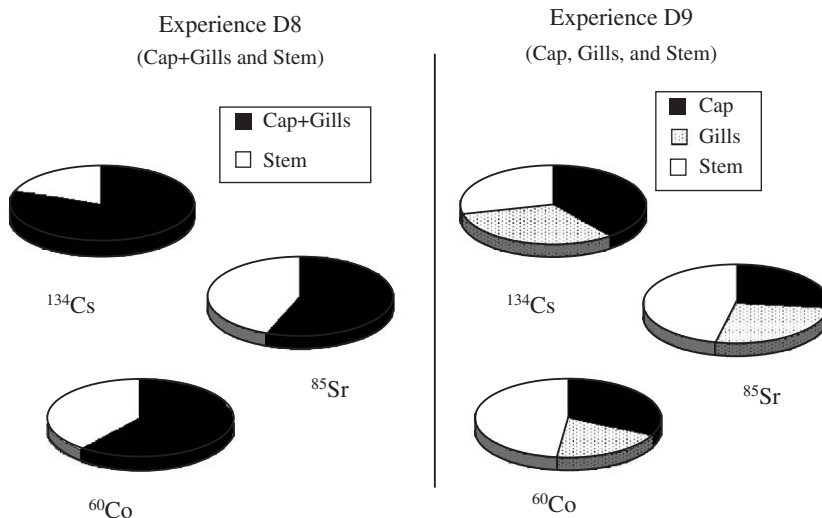 Experience D8
(Cap+Gills and Stem)
Cap+Gills
Stem
134Cs
85Sr
60Co
Experience D9
(Cap, Gills, and Stem)
Cap
Gills
Stem
134Cs
85Sr
60Co